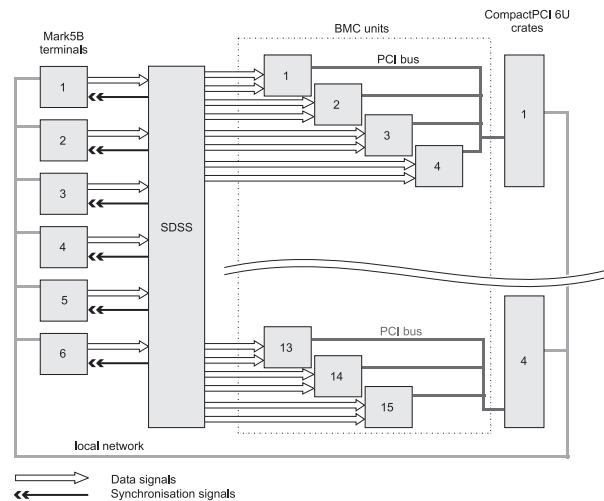 Mark5B
terminals
BMC units
CompactPCI 6U
crates
PCI bus
1
2
3
4
5
6
SDSS
1
2
3
4
1
PCI bus
13
14
15
4
local network
Data signals
Synchronisation signals